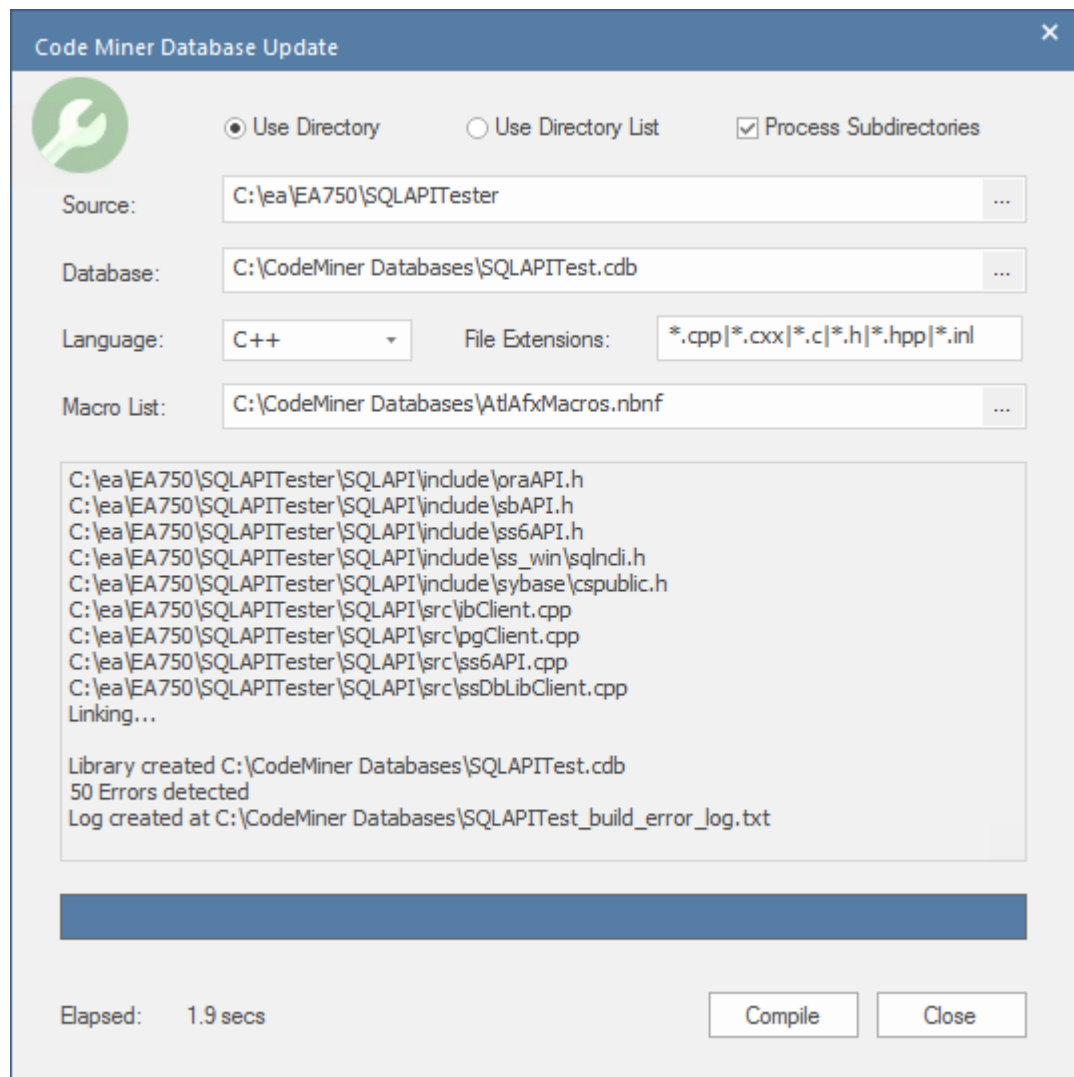 Code Miner Database Update
Use Directory Use Directory List Process Subdirectories
Source: C:\ea\EA750\SQLAPITester ...
Database: C:\CodeMiner Databases\SQLAPITest.cdb ...
Language: C++ File Extensions: *.cpp|*.cxx|*.c|*.h|*.hpp|*.inl
Macro List: C:\CodeMiner Databases\AtlAfxMacros.nbnf ...
C:\ea\EA750\SQLAPITester\SQLAPI\include\oraAPI.h
C:\ea\EA750\SQLAPITester\SQLAPI\include\sbAPI.h
C:\ea\EA750\SQLAPITester\SQLAPI\include\ss6API.h
C:\ea\EA750\SQLAPITester\SQLAPI\include\ss_win\sqlncli.h
C:\ea\EA750\SQLAPITester\SQLAPI\include\sybase\cspublic.h
C:\ea\EA750\SQLAPITester\SQLAPI\src\ibClient.cpp
C:\ea\EA750\SQLAPITester\SQLAPI\src\pgClient.cpp
C:\ea\EA750\SQLAPITester\SQLAPI\src\ss6API.cpp
C:\ea\EA750\SQLAPITester\SQLAPI\src\ssDbLibClient.cpp
Linking...
Library created C:\CodeMiner Databases\SQLAPITest.cdb
50 Errors detected
Log created at C:\CodeMiner Databases\SQLAPITest_build_error_log.txt
Elapsed: 1.9 secs Compile Close